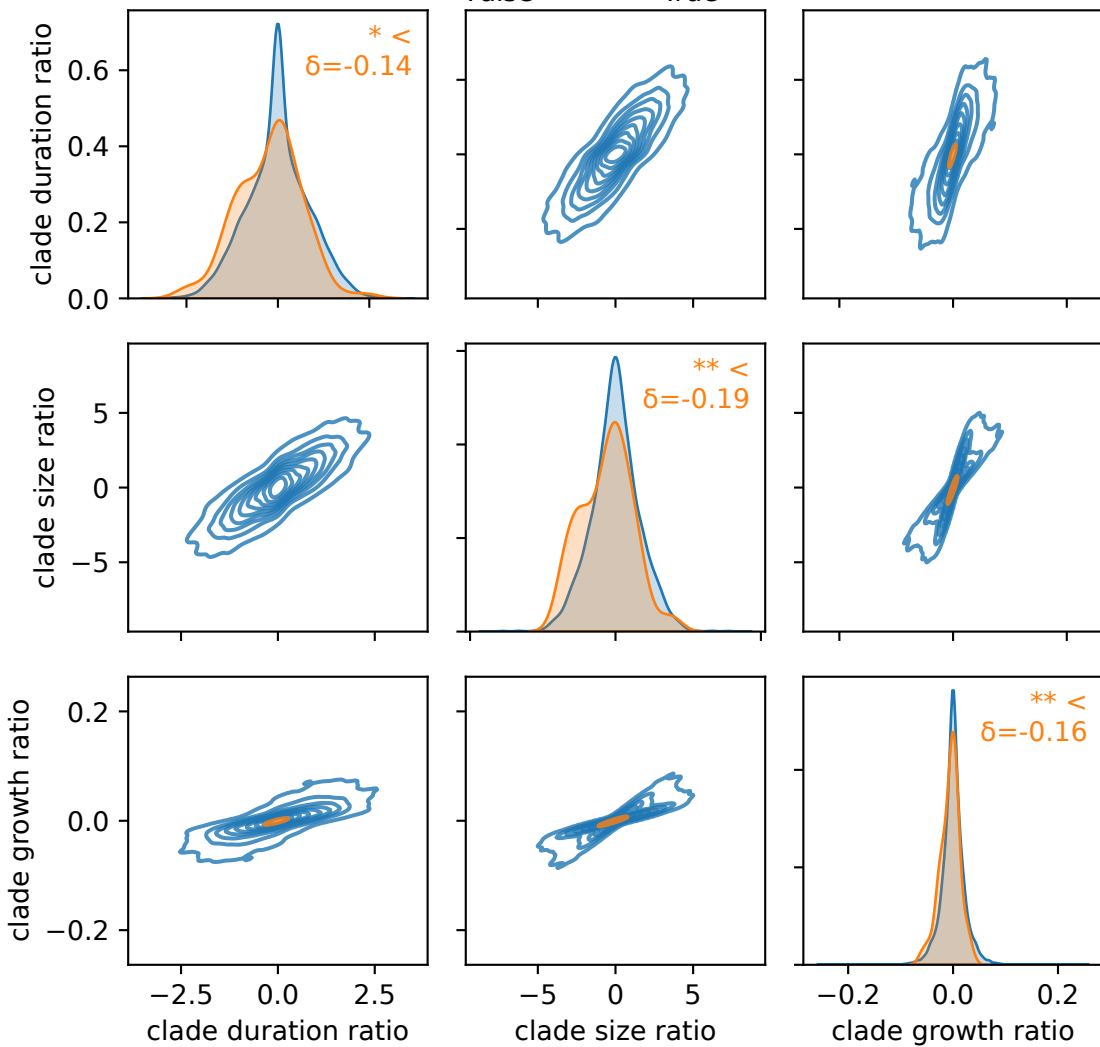 True
clade duration ratio
0.6
0.4
0.2
0.0
* <
δ=-0.14
clade size ratio
5
0
−5
** <
δ=-0.19
clade growth ratio
0.2
0.0
−0.2
** <
δ=-0.16
−2.5 0.0 2.5
−5 0 5
−0.2 0.0 0.2
clade duration ratio
clade size ratio
clade growth ratio